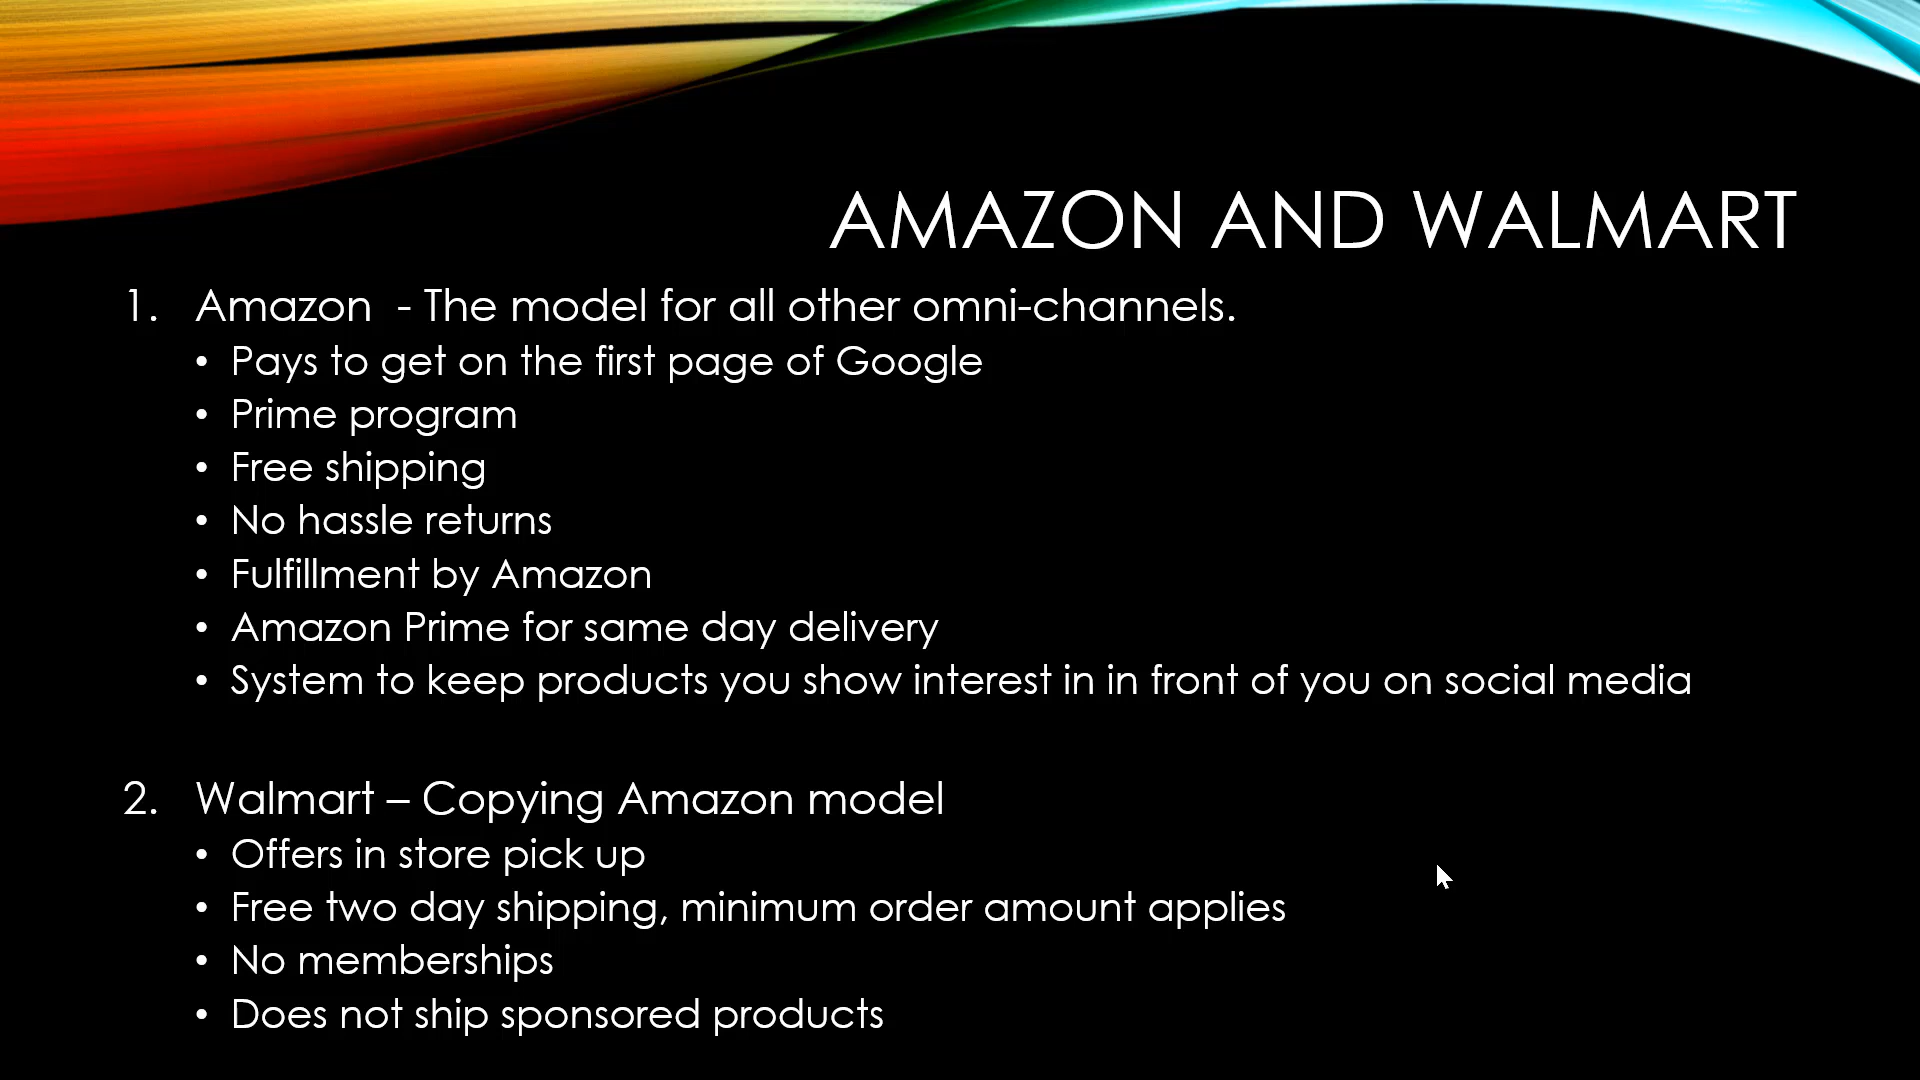 AMAZON AND WALMART
1. Amazon  - The model for all other omni-channels.
• Pays to get on the first page of Google
• Prime program
• Free shipping
• No hassle returns
• Fulfillment by Amazon
• Amazon Prime for same day delivery
• System to keep products you show interest in in front of you on social media
2. Walmart – Copying Amazon model
• Offers in store pick up
• Free two day shipping, minimum order amount applies
• No memberships
• Does not ship sponsored products